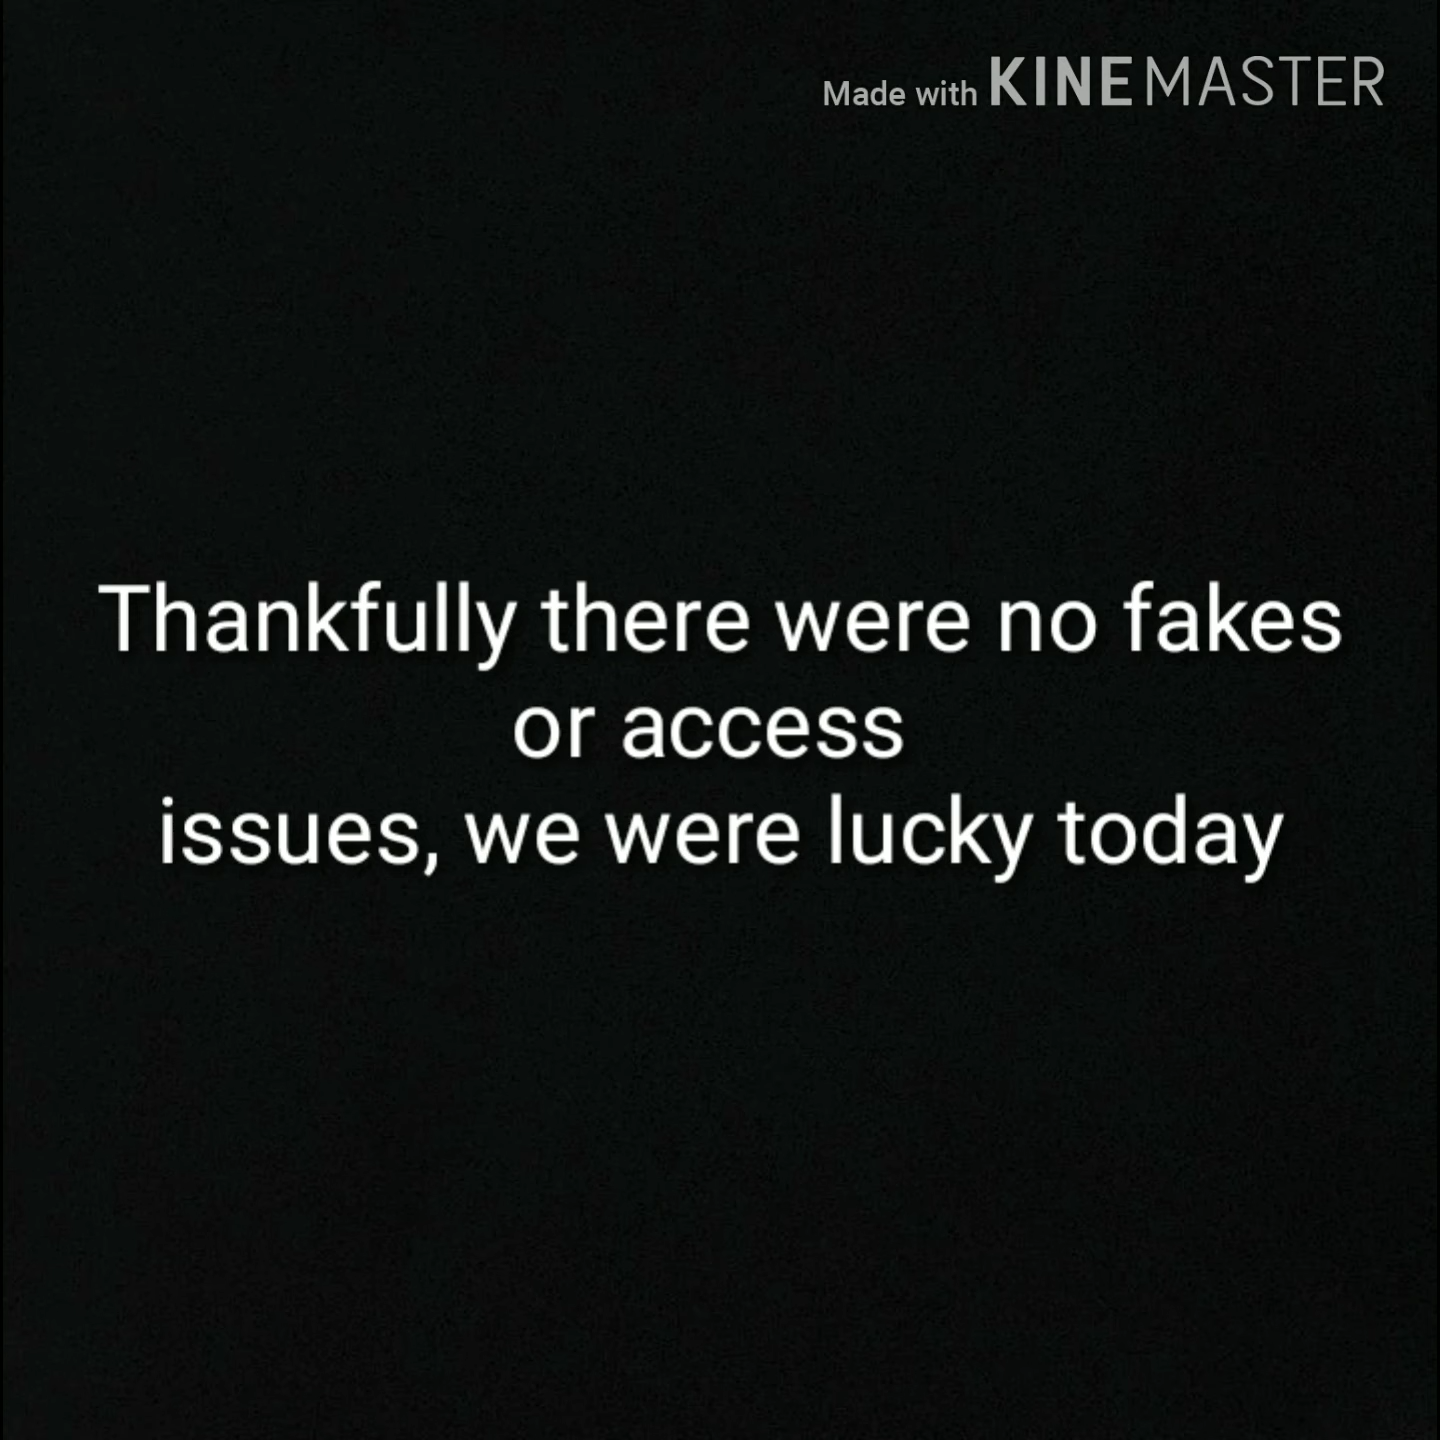 Made with KINEMASTER
Thankfully there were no fakes
or access
issues, we were lucky today